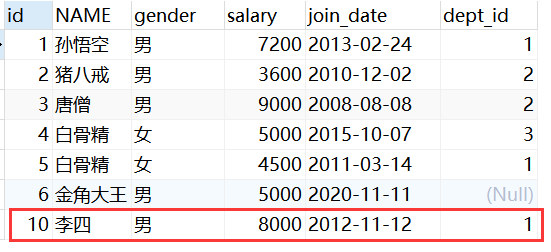 id NAME gender salary join_date dept_id
1 孙悟空 男 7200 2013-02-24 1
2 猪八戒 男 3600 2010-12-02 2
3 唐僧 男 9000 2008-08-08 2
4 白骨精 女 5000 2015-10-07 3
5 白骨精 女 4500 2011-03-14 1
6 金角大王 男 5000 2020-11-11 (Null)
10 李四 男 8000 2012-11-12 1